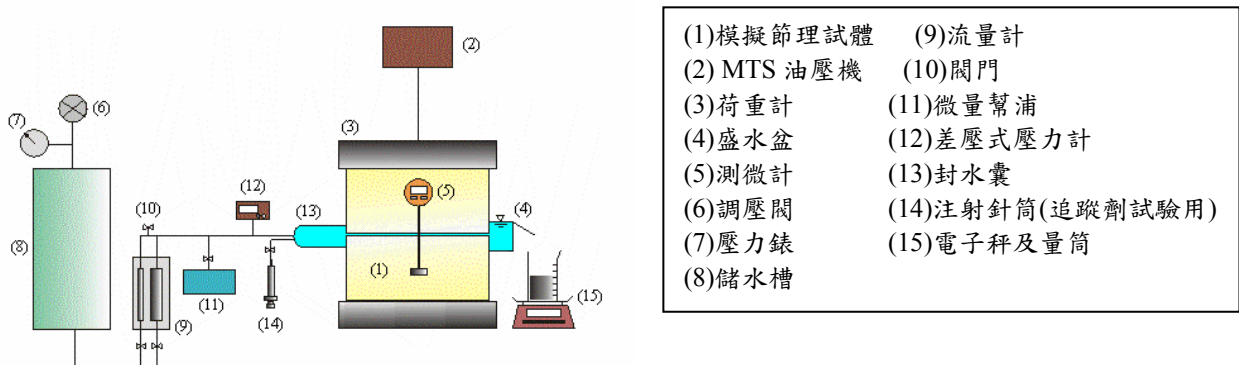 (2)
(6)
(7)
(3)
(12)
(5)
(10)
(13)
(4)
(8)
(1)
(11)
(15)
(9)
(14)
(1)模擬節理試體 (9)流量計
(2) MTS 油壓機 (10)閥門
(3)荷重計 (11)微量幫浦
(4)盛水盆 (12)差壓式壓力計
(5)測微計 (13)封水囊
(6)調壓閥 (14)注射針筒(追蹤劑試驗用)
(7)壓力錶 (15)電子秤及量筒
(8)儲水槽